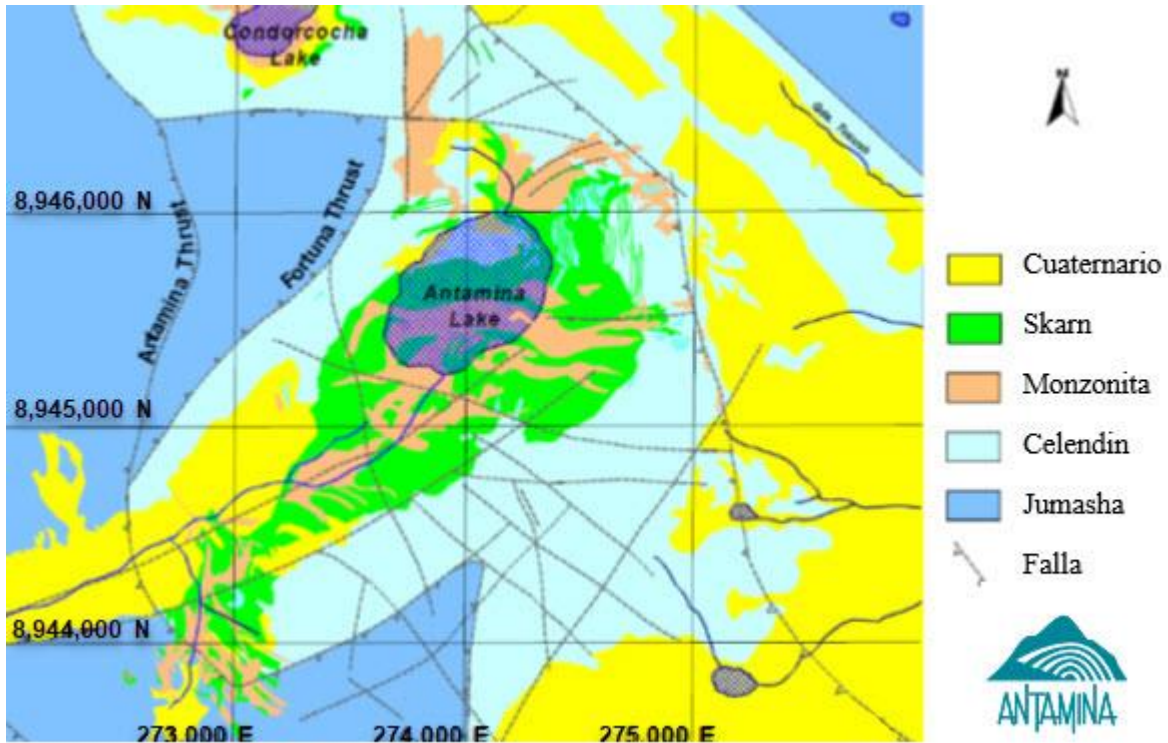 Condorcocha
Lake
N
8,946,000 N
Antamina Thrust
Fortuna Thrust
Antamina
Lake
8,945,000 N
8,944,000 N
273,000 E
274,000 E
275,000 E
Cuaternario
Skarn
Monzonita
Celendin
Jumasha
Falla
ANTAMINA